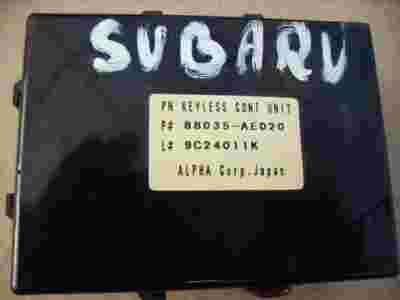 SUBARU
PN KEYLESS CONT UNIT
P# 88035-AE020
L# 9C24011K
ALPHA Corp. Japan